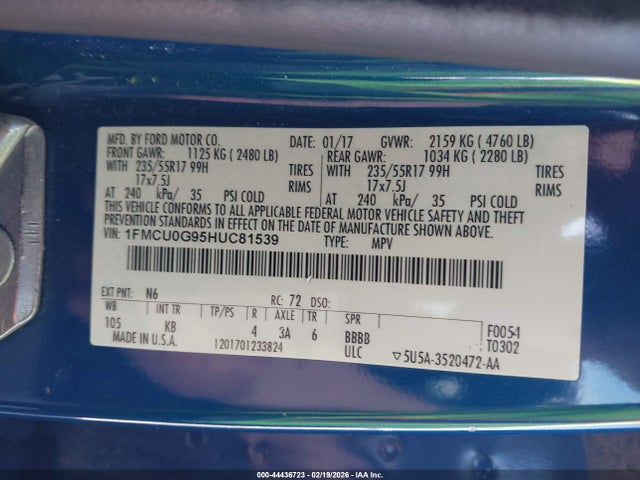 MFD. BY FORD MOTOR CO. DATE: 01/17 GVWR: 2159 KG ( 4760 LB)
FRONT GAWR: 1125 KG ( 2480 LB) REAR GAWR: 1034 KG ( 2280 LB)
WITH 235/55R17 99H TIRES WITH 235/55R17 99H TIRES
17x7.5J RIMS 17x7.5J RIMS
AT 240 kPa/ 35 PSI COLD AT 240 kPa/ 35 PSI COLD
THIS VEHICLE CONFORMS TO ALL APPLICABLE FEDERAL MOTOR VEHICLE SAFETY AND THEFT
PREVENTION STANDARDS IN EFFECT ON THE DATE OF MANUFACTURE SHOWN ABOVE.
VIN: 1FMCU0G95HUC81539 TYPE: MPV
EXT PNT: N6 RC: 72 DSO:
WB INT TR R AXLE TR SPR F0054
105 KB 4 3A 6 BBBB T0302
1201701233824 ULC ▽5U5A-3520472-AA
000-44436723 - 02/19/2026 - IAA Inc.